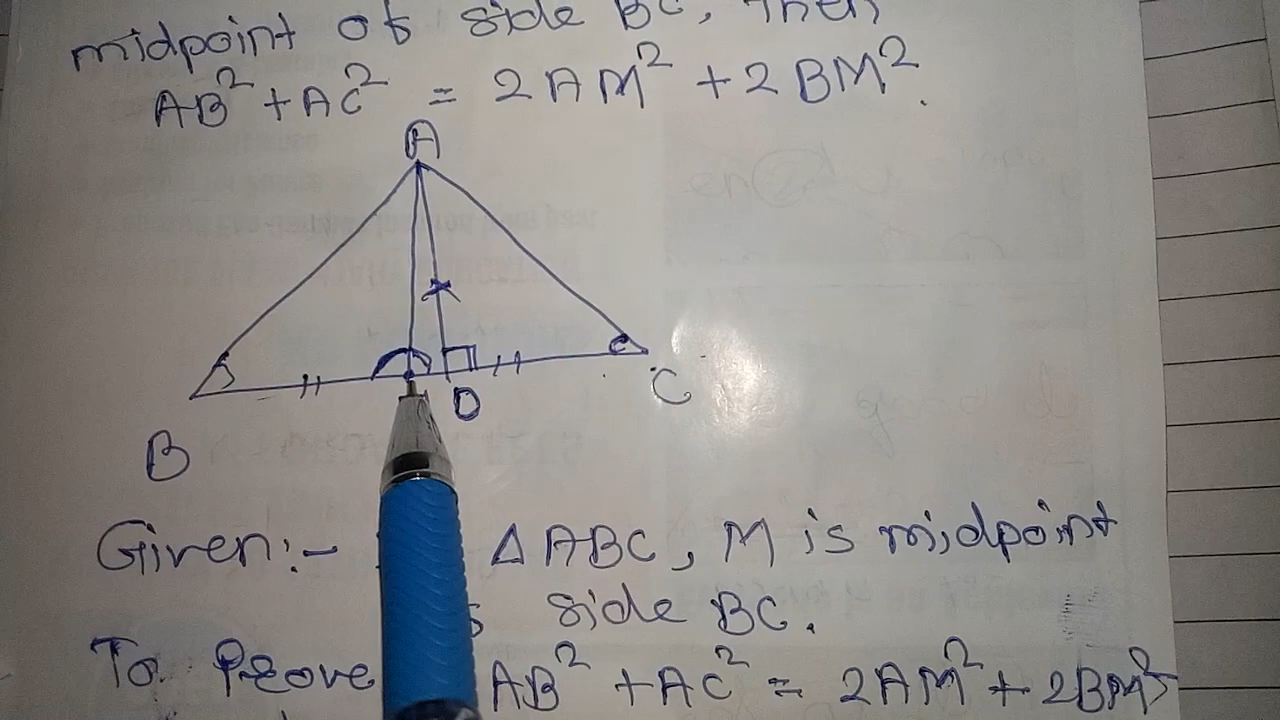 midpoint of side BC, Then
AB² + AC² = 2AM² + 2BM².
A
D
C
B
Given:- △ABC, M is midpoint
side BC.
To Prove AB² + AC² = 2AM² + 2BM²